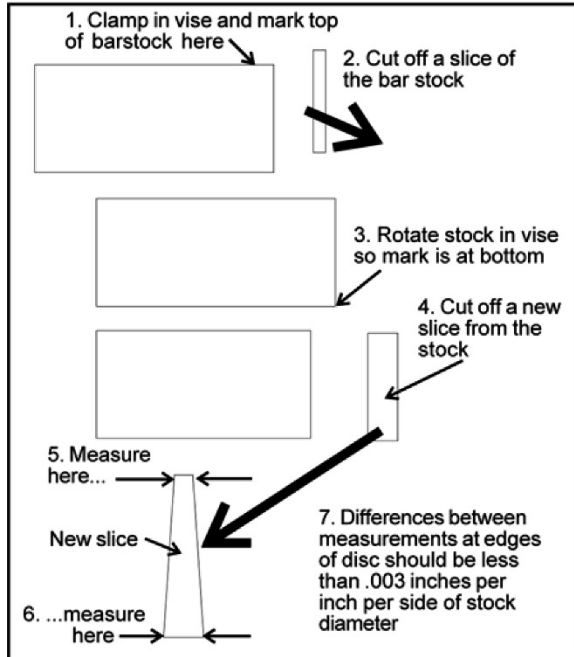 1. Clamp in vise and mark top
of barstock here
2. Cut off a slice of
the bar stock
3. Rotate stock in vise
so mark is at bottom
4. Cut off a new
slice from the
stock
5. Measure
here...
New slice
6. ...measure
here
7. Differences between
measurements at edges
of disc should be less
than .003 inches per
inch per side of stock
diameter